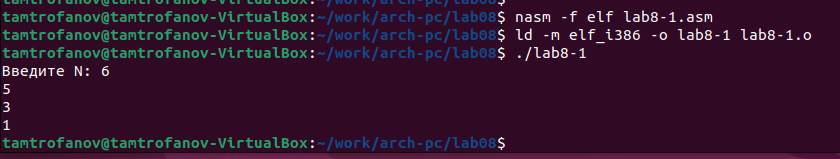 tamtrofanov@tamtrofanov-VirtualBox:~/work/arch-pc/lab08$ nasm -f elf lab8-1.asm
tamtrofanov@tamtrofanov-VirtualBox:~/work/arch-pc/lab08$ ld -m elf_i386 -o lab8-1 lab8-1.o
tamtrofanov@tamtrofanov-VirtualBox:~/work/arch-pc/lab08$ ./lab8-1
Введите N: 6
5
3
1
tamtrofanov@tamtrofanov-VirtualBox:~/work/arch-pc/lab08$